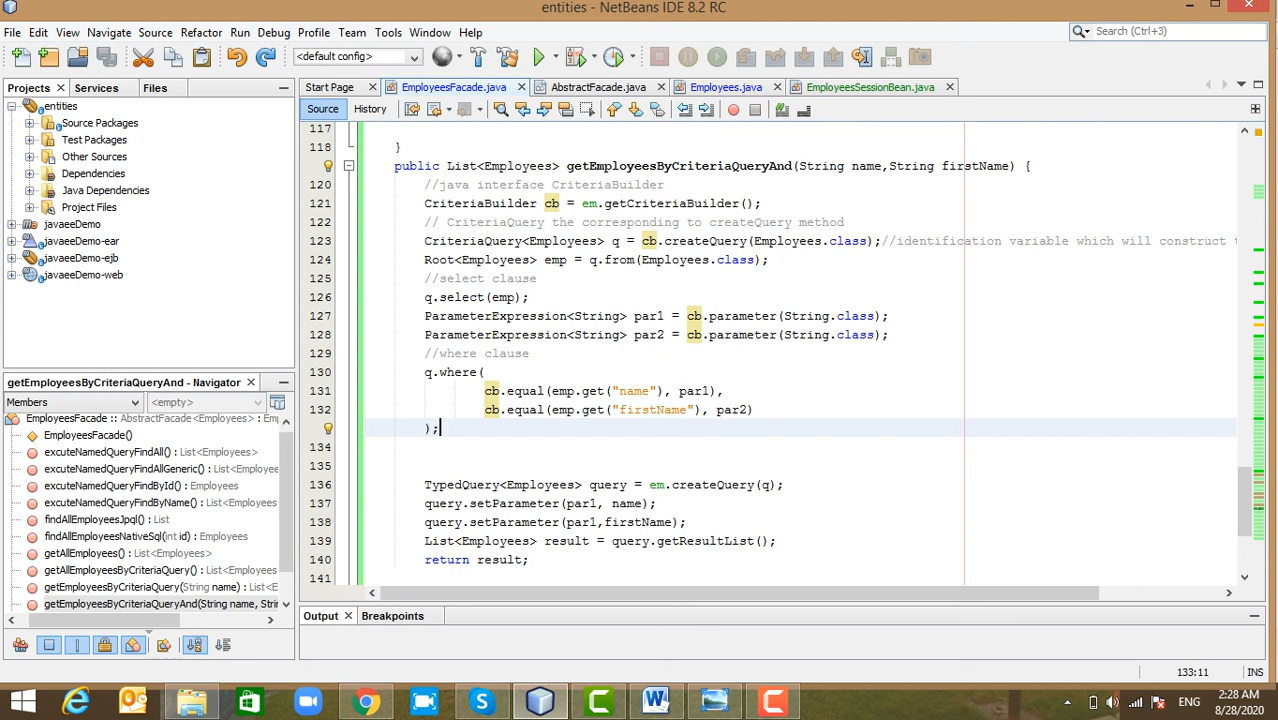 entities - NetBeans IDE 8.2 RC
File Edit View Navigate Source Refactor Run Debug Profile Team Tools Window Help
Search (Ctrl+3)
<default config>
Projects Services Files
Start Page EmployeesFacade.java AbstractFacade.java Employees.java EmployeesSessionBean.java
Source History
entities
Source Packages
Test Packages
Other Sources
Dependencies
Java Dependencies
Project Files
javaeeDemo
javaeeDemo-ear
javaeeDemo-ejb
javaeeDemo-web
117
118 }
public List<Employees> getEmployeesByCriteriaQueryAnd(String name,String firstName) {
120 //java interface CriteriaBuilder
121 CriteriaBuilder cb = em.getCriteriaBuilder();
122 // CriteriaQuery the corresponding to createQuery method
123 CriteriaQuery<Employees> q = cb.createQuery(Employees.class);//identification variable which will construct t
124 Root<Employees> emp = q.from(Employees.class);
125 //select clause
126 q.select(emp);
127 ParameterExpression<String> par1 = cb.parameter(String.class);
128 ParameterExpression<String> par2 = cb.parameter(String.class);
129 //where clause
130 q.where(
131 cb.equal(emp.get("name"), par1),
132 cb.equal(emp.get("firstName"), par2)
);
134
135
136 TypedQuery<Employees> query = em.createQuery(q);
137 query.setParameter(par1, name);
138 query.setParameter(par1,firstName);
139 List<Employees> result = query.getResultList();
140 return result;
141
getEmployeesByCriteriaQueryAnd - Navigator
Members <empty>
EmployeesFacade :: AbstractFacade<Employees> : Em
EmployeesFacade()
excuteNamedQueryFindAll() : List<Employees>
excuteNamedQueryFindAllGeneric() : List<Employees>
excuteNamedQueryFindById() : Employees
excuteNamedQueryFindByName() : List<Employees>
findAllEmployeesJpql() : List
findAllEmployeesNativeSql(int id) : Employees
getAllEmployees() : List<Employees>
getAllEmployeesByCriteriaQuery() : List<Employees>
getEmployeesByCriteriaQuery(String name) : List<E
getEmployeesByCriteriaQueryAnd(String name, Strin
Output Breakpoints
133:11 INS
ENG
2:28 AM
8/28/2020